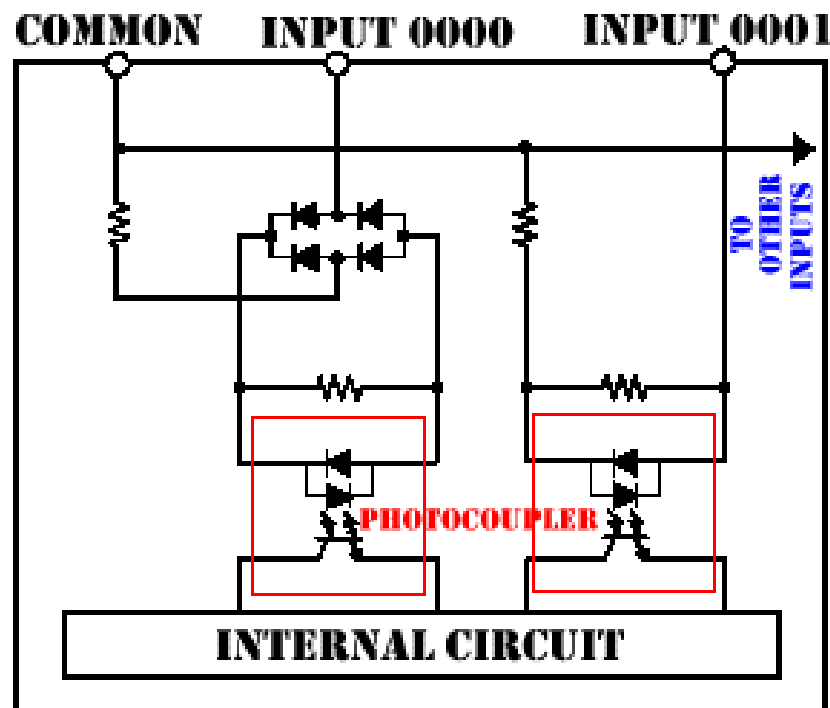 COMMON
INPUT 0000
INPUT 0001
TO
OTHER
INPUTS
PHOTOCOUPLER
INTERNAL CIRCUIT